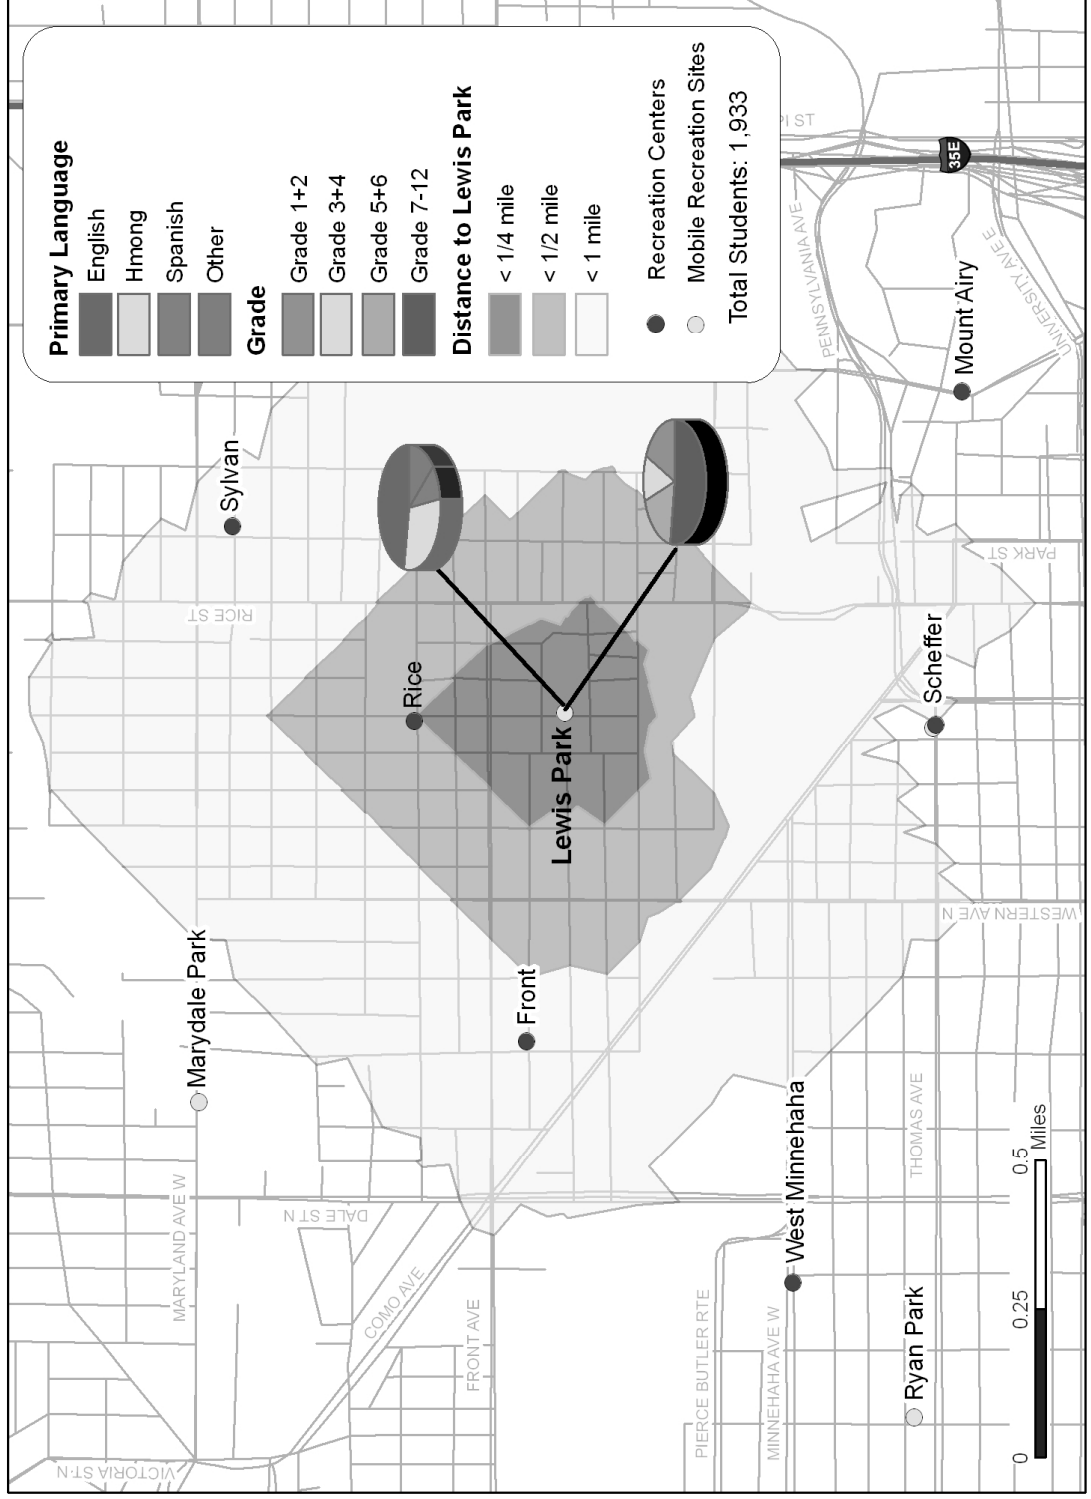 Primary Language
English
Hmong
Spanish
Other
Grade
Grade 1+2
Grade 3+4
Grade 5+6
Grade 7-12
Distance to Lewis Park
< 1/4 mile
< 1/2 mile
< 1 mile
Recreation Centers
Mobile Recreation Sites
Total Students: 1,933
Sylvan
Marydale Park
Rice
Lewis Park
Front
West Minnehaha
Ryan Park
Scheffer
Mount Airy
MARYLAND AVE W
VICTORIA ST N
DALE ST N
COMO AVE
FRONT AVE
RICE ST
PIERCE BUTLER RTE
MINNEHAHA AVE W
THOMAS AVE
WESTERN AVE N
PARK ST
PENNSYLVANIA AVE
UNIVERSITY AVE E
PI ST
35E
0 0.25 0.5
Miles